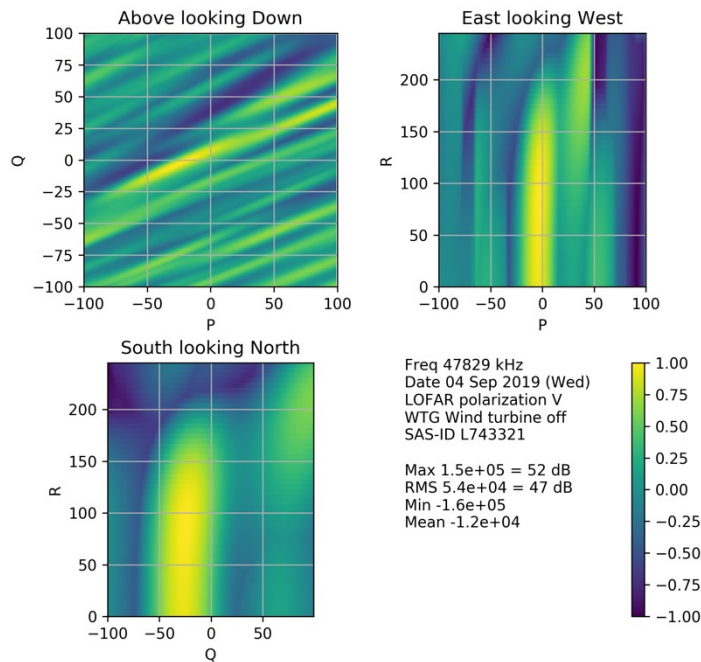 Above looking Down
100
75
50
25
0
−25
−50
−75
−100
Q
−100 −50 0 50 100
P
East looking West
200
150
100
50
0
R
−100 −50 0 50 100
P
South looking North
200
150
100
50
0
R
−100 −50 0 50
Q
Freq 47829 kHz
Date 04 Sep 2019 (Wed)
LOFAR polarization V
WTG Wind turbine off
SAS-ID L743321
Max 1.5e+05 = 52 dB
RMS 5.4e+04 = 47 dB
Min -1.6e+05
Mean -1.2e+04
1.00
0.75
0.50
0.25
0.00
−0.25
−0.50
−0.75
−1.00